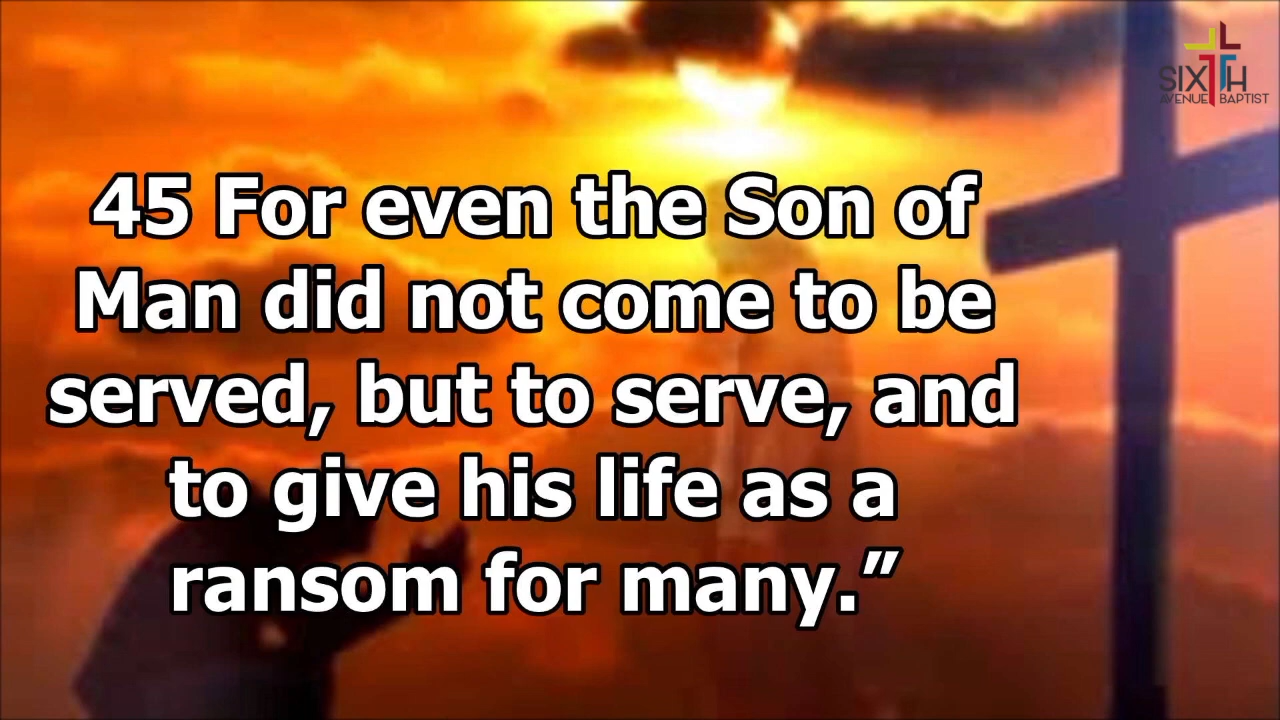 SIXTH
AVENUE BAPTIST
45 For even the Son of
Man did not come to be
served, but to serve, and
to give his life as a
ransom for many.”